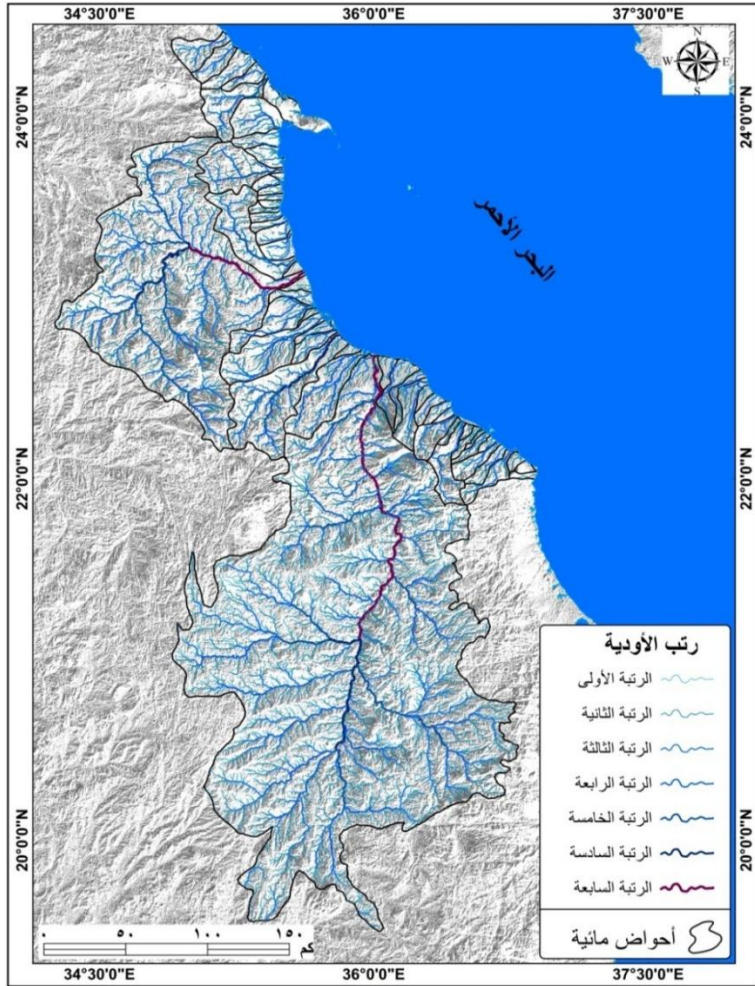 34°30'0"E 36°0'0"E 37°30'0"E
N
W E
S
24°0'0"N 24°0'0"N
البحر الأحمر
22°0'0"N 22°0'0"N
رتب الأودية
الرتبة الأولى
الرتبة الثانية
الرتبة الثالثة
الرتبة الرابعة
الرتبة الخامسة
الرتبة السادسة
الرتبة السابعة
أحواض مائية
20°0'0"N 20°0'0"N
٠ ٥٠ ١٠٠ ١٥٠
كم
34°30'0"E 36°0'0"E 37°30'0"E